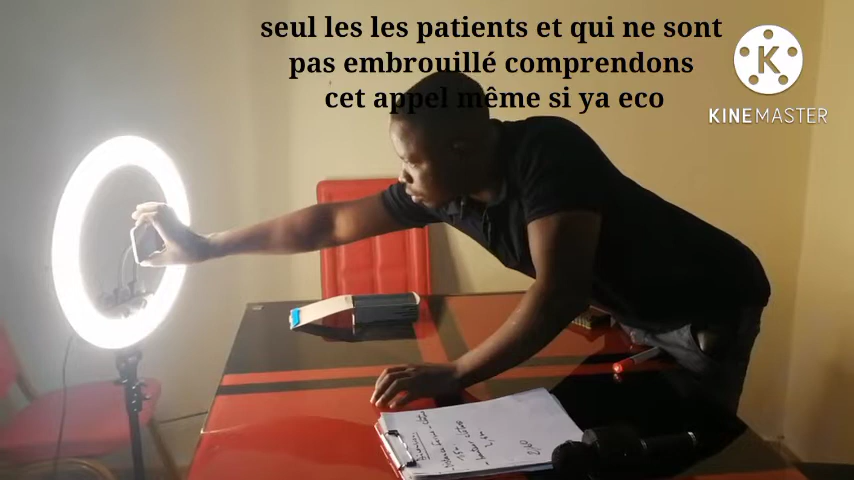 seul les les patients et qui ne sont
pas embrouillé comprendons
cet appel même si ya eco
K
KINEMASTER